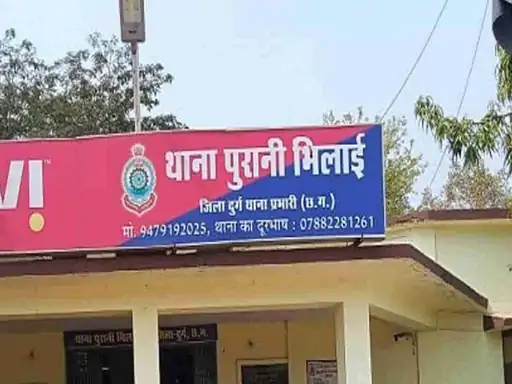 VI!
थाना पुरानी भिलाई
जिला दुर्ग थाना प्रभारी (छ.ग.)
मो. 9479192025, थाना का दूरभाष : 07882281261
थाना पुरानी भिलाई जिला-दुर्ग, छ.ग.